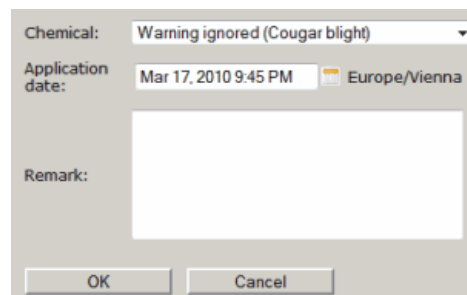 Chemical: Warning ignored (Cougar blight)
Application
date: Mar 17, 2010 9:45 PM Europe/Vienna
Remark:
OK Cancel